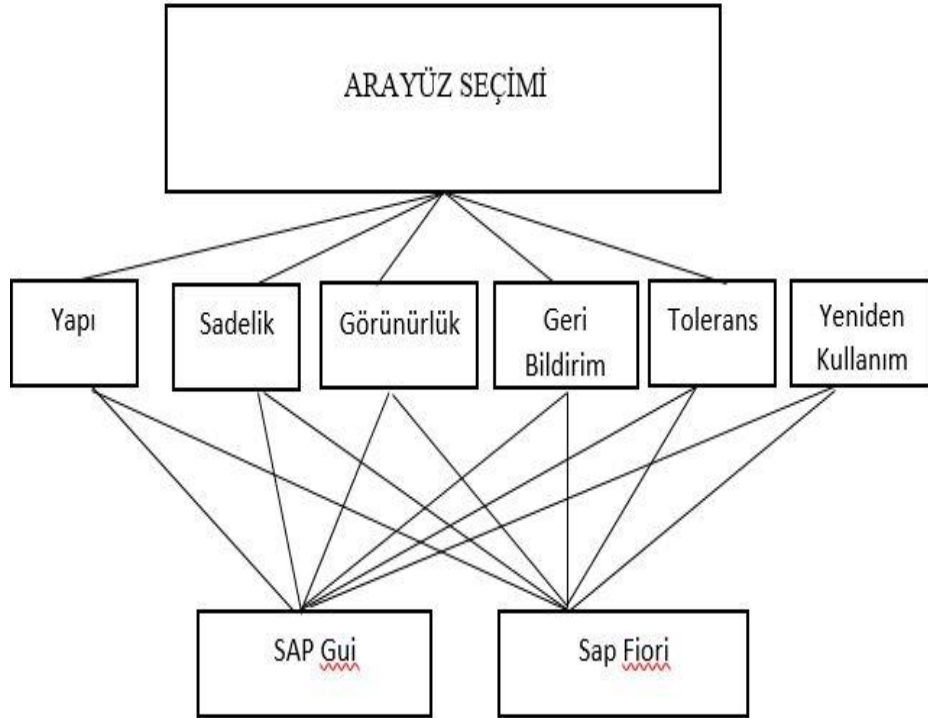 ARAYÜZ SEÇİMİ
Yapı
Sadelik
Görünürlük
Geri
Bildirim
Tolerans
Yeniden
Kullanım
SAP Gui
Sap Fiori